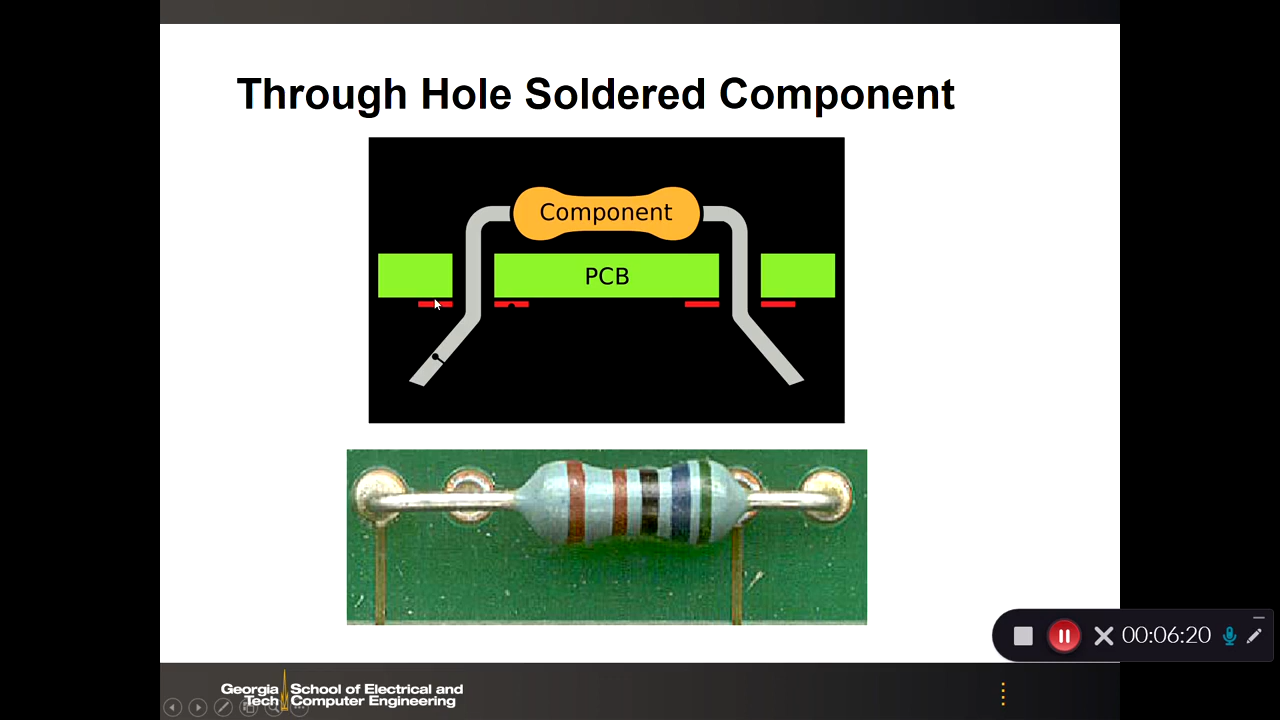 Through Hole Soldered Component
Component
PCB
00:06:20
Georgia Tech School of Electrical and Computer Engineering